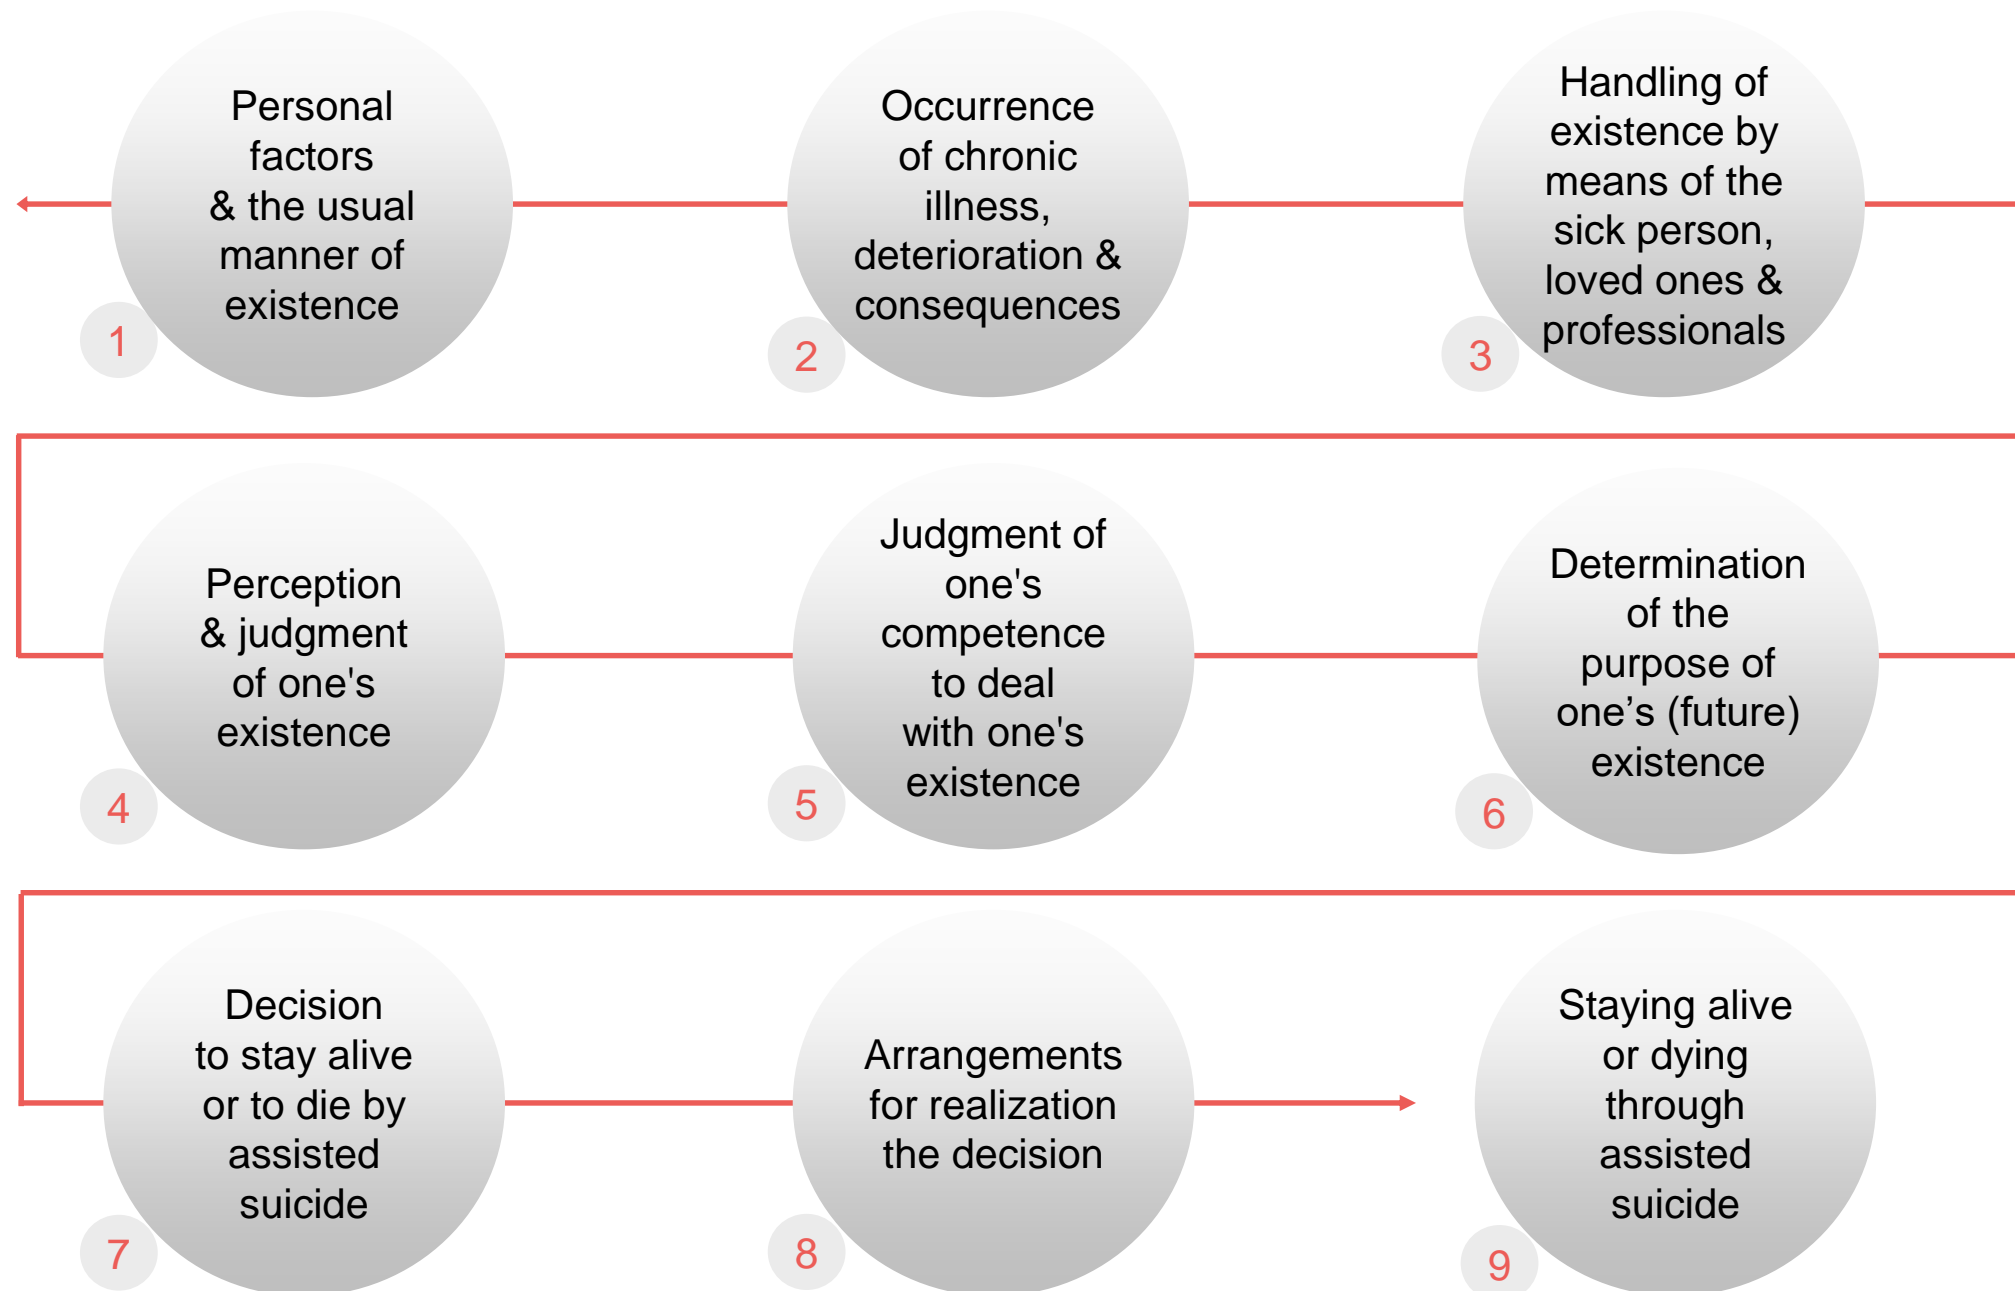 Personal
factors
& the usual
manner of
existence
1
Occurrence
of chronic
illness,
deterioration &
consequences
2
Handling of
existence by
means of the
sick person,
loved ones &
professionals
3
Perception
& judgment
of one's
existence
4
Judgment of
one's
competence
to deal
with one's
existence
5
Determination
of the
purpose of
one’s (future)
existence
6
Decision
to stay alive
or to die by
assisted
suicide
7
Arrangements
for realization
the decision
8
Staying alive
or dying
through
assisted
suicide
9